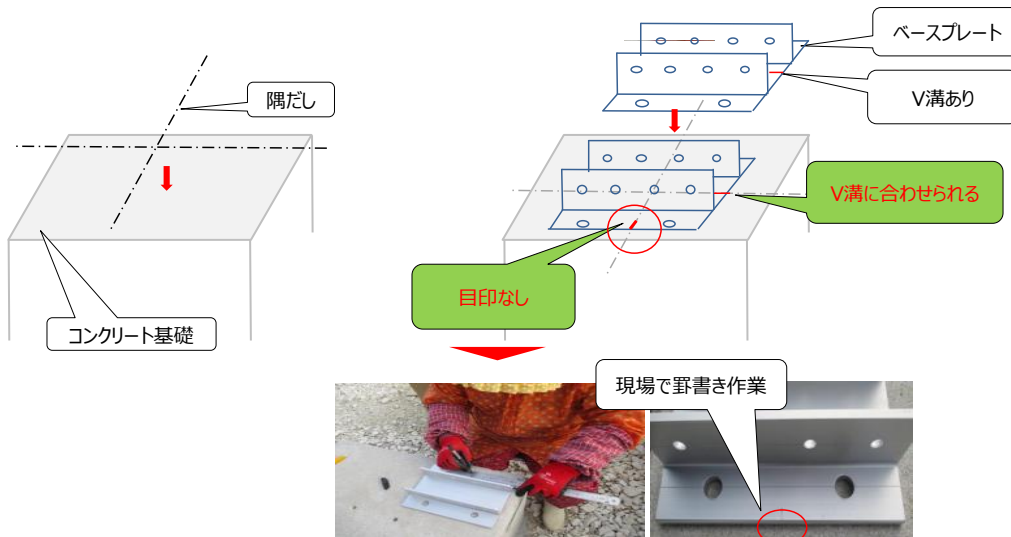 ベースプレート
隅だし
V溝あり
V溝に合わせられる
目印なし
コンクリート基礎
現場で罫書き作業